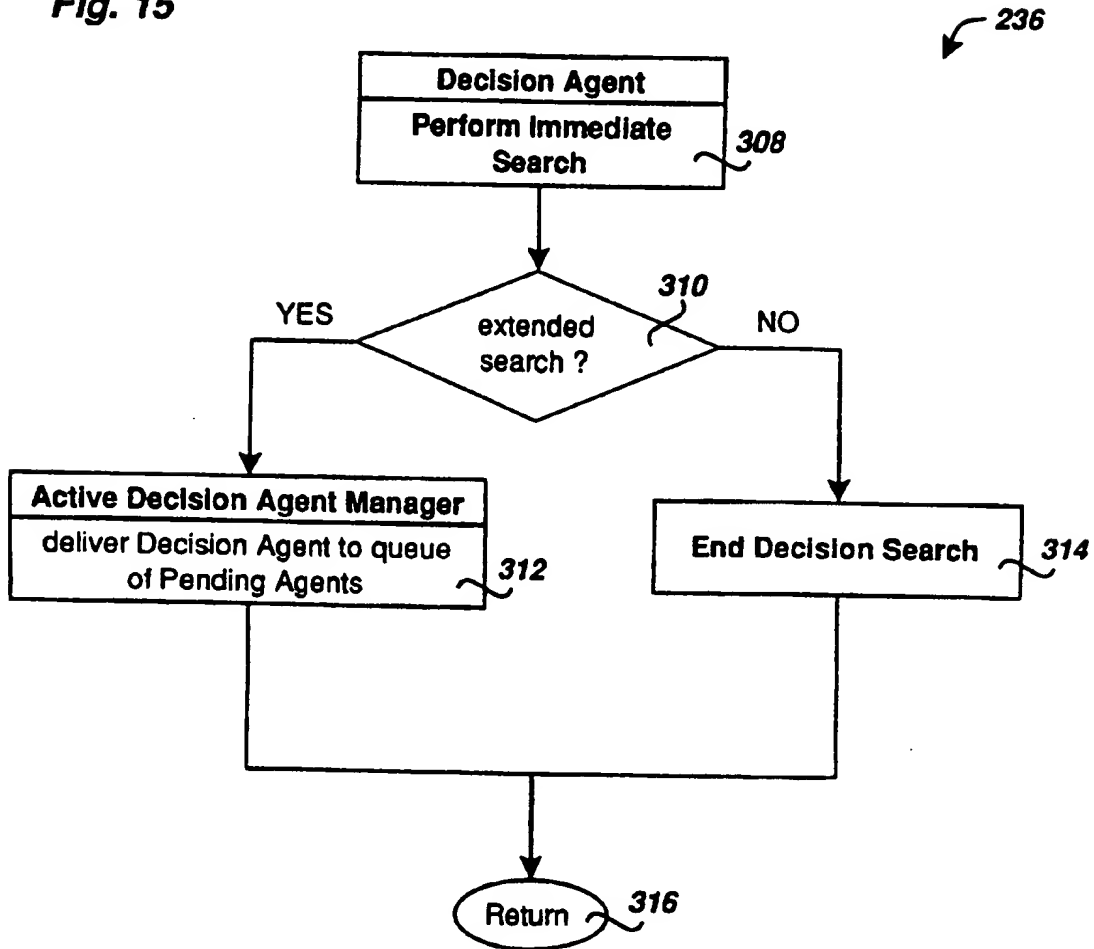 Fig. 15
236
Decision Agent
Perform Immediate
Search
308
310
YES
extended
search ?
NO
Active Decision Agent Manager
deliver Decision Agent to queue
of Pending Agents
312
End Decision Search
314
Return
316